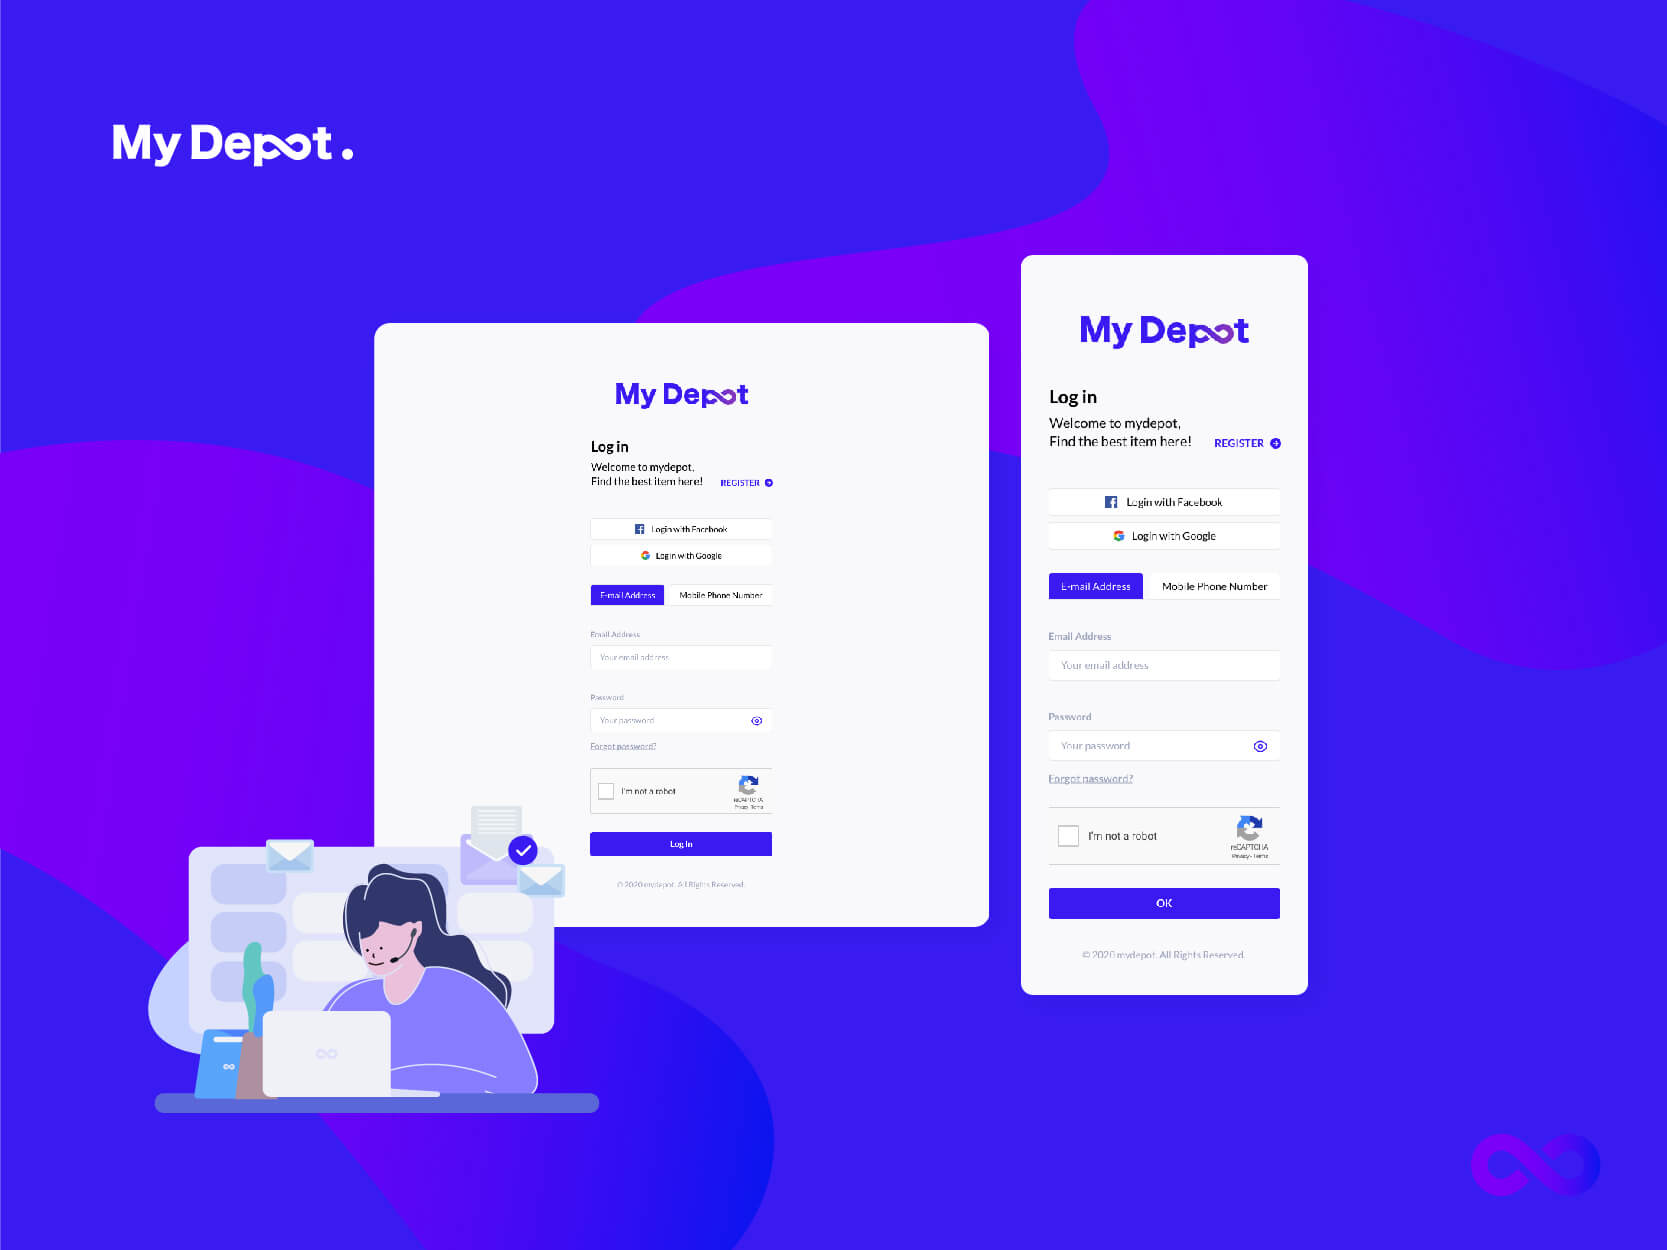 My Depot.
My Depot
Log in
Welcome to mydepot,
Find the best item here!
REGISTER
Login with Facebook
Login with Google
E-mail Address
Mobile Phone Number
Email Address
Your email address
Password
Your password
Forgot password?
I'm not a robot
reCAPTCHA
Privacy - Terms
Log In
© 2020 mydepot. All Rights Reserved.
My Depot
Log in
Welcome to mydepot,
Find the best item here!
REGISTER
Login with Facebook
Login with Google
E-mail Address
Mobile Phone Number
Email Address
Your email address
Password
Your password
Forgot password?
I'm not a robot
reCAPTCHA
Privacy - Terms
OK
© 2020 mydepot. All Rights Reserved.